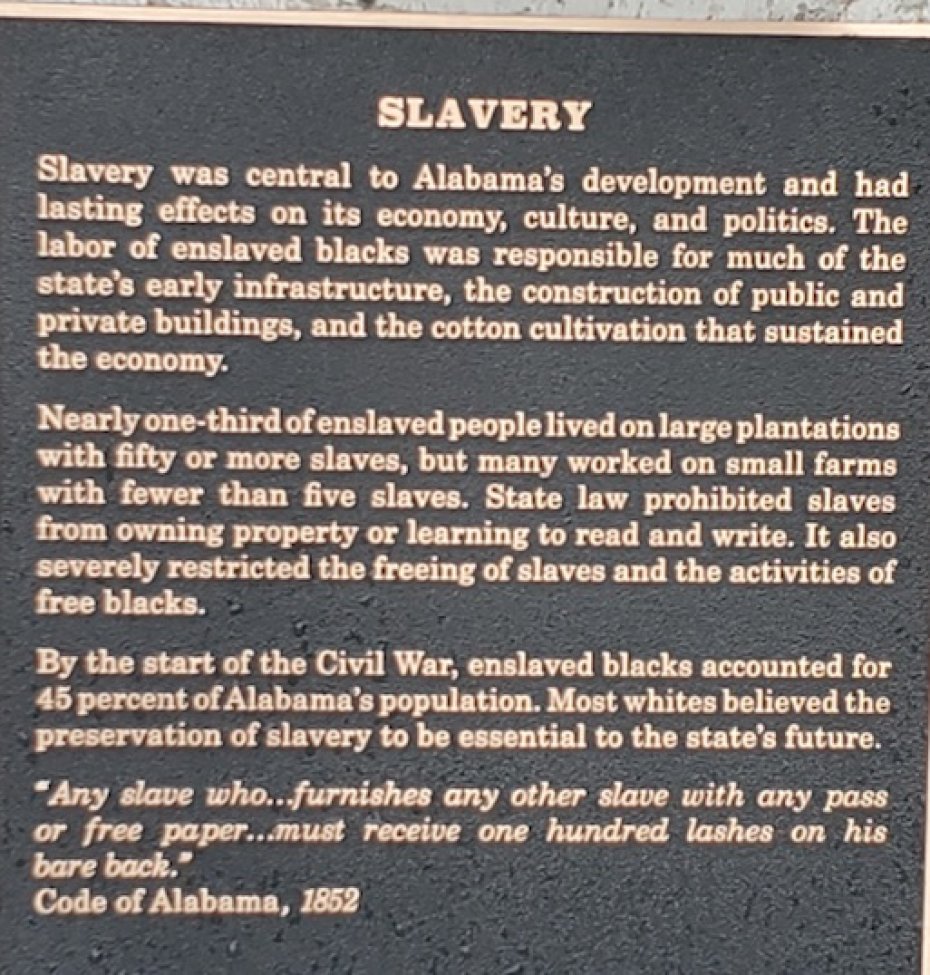 SLAVERY
Slavery was central to Alabama's development and had
lasting effects on its economy, culture, and politics. The
labor of enslaved blacks was responsible for much of the
state's early infrastructure, the construction of public and
private buildings, and the cotton cultivation that sustained
the economy.
Nearly one-third of enslaved people lived on large plantations
with fifty or more slaves, but many worked on small farms
with fewer than five slaves. State law prohibited slaves
from owning property or learning to read and write. It also
severely restricted the freeing of slaves and the activities of
free blacks.
By the start of the Civil War, enslaved blacks accounted for
45 percent of Alabama's population. Most whites believed the
preservation of slavery to be essential to the state's future.
"Any slave who...furnishes any other slave with any pass
or free paper...must receive one hundred lashes on his
bare back."
Code of Alabama, 1852